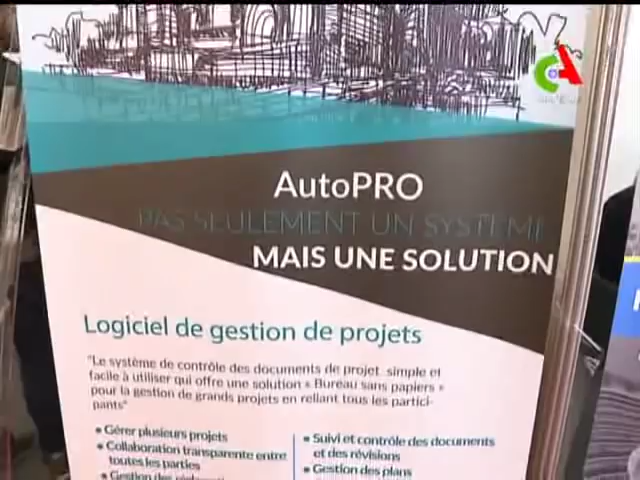 AutoPRO
PAS SEULEMENT UN SYSTÈME
MAIS UNE SOLUTION
Logiciel de gestion de projets
"Le système de contrôle des documents de projet simple et
facile à utiliser qui offre une solution « Bureau sans papiers »
pour la gestion de grands projets en reliant tous les partici-
pants"
• Gérer plusieurs projets
• Collaboration transparente entre
toutes les parties
• Gestion des
• Suivi et contrôle des documents
et des révisions
• Gestion des plans